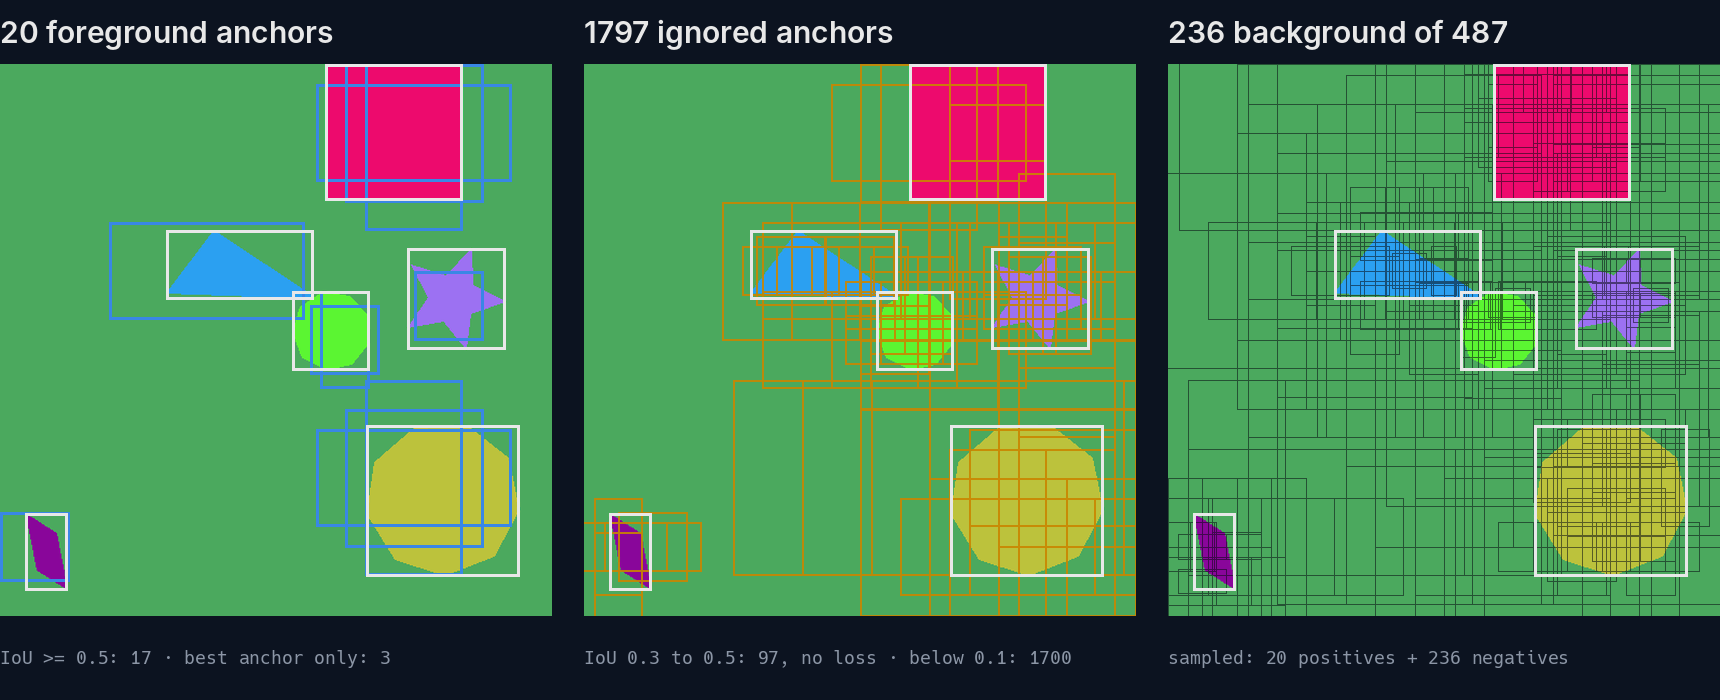 20 foreground anchors
1797 ignored anchors
236 background of 487
IoU >= 0.5: 17 · best anchor only: 3
IoU 0.3 to 0.5: 97, no loss · below 0.1: 1700
sampled: 20 positives + 236 negatives